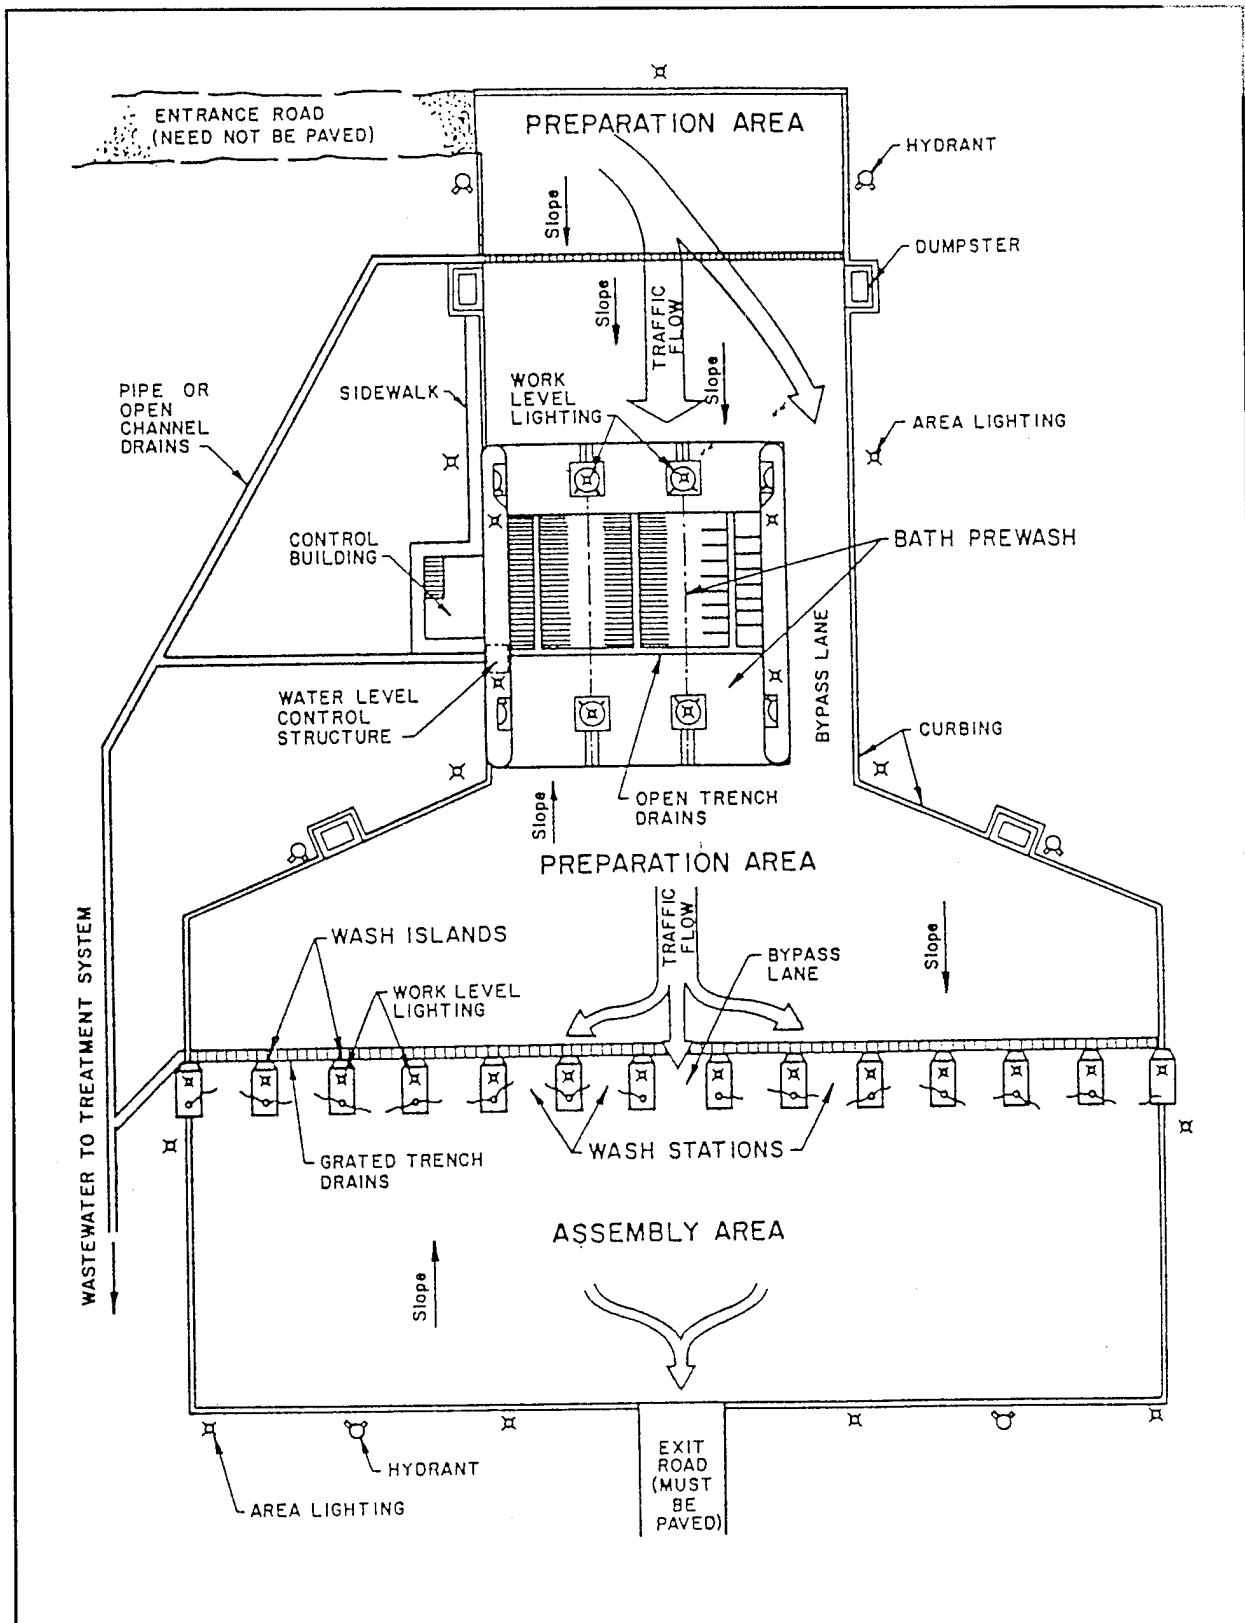 ENTRANCE ROAD
(NEED NOT BE PAVED)
PREPARATION AREA
HYDRANT
Slope
DUMPSTER
Slope
TRAFFIC
FLOW
Slope
PIPE OR
OPEN
CHANNEL
DRAINS
SIDEWALK
WORK
LEVEL
LIGHTING
AREA LIGHTING
CONTROL
BUILDING
BATH PREWASH
BYPASS LANE
WATER LEVEL
CONTROL
STRUCTURE
CURBING
Slope
OPEN TRENCH
DRAINS
PREPARATION AREA
TRAFFIC
FLOW
WASH ISLANDS
WORK LEVEL
LIGHTING
BYPASS
LANE
Slope
WASTEWATER TO TREATMENT SYSTEM
GRATED TRENCH
DRAINS
WASH STATIONS
ASSEMBLY AREA
Slope
HYDRANT
AREA LIGHTING
EXIT
ROAD
(MUST
BE
PAVED)